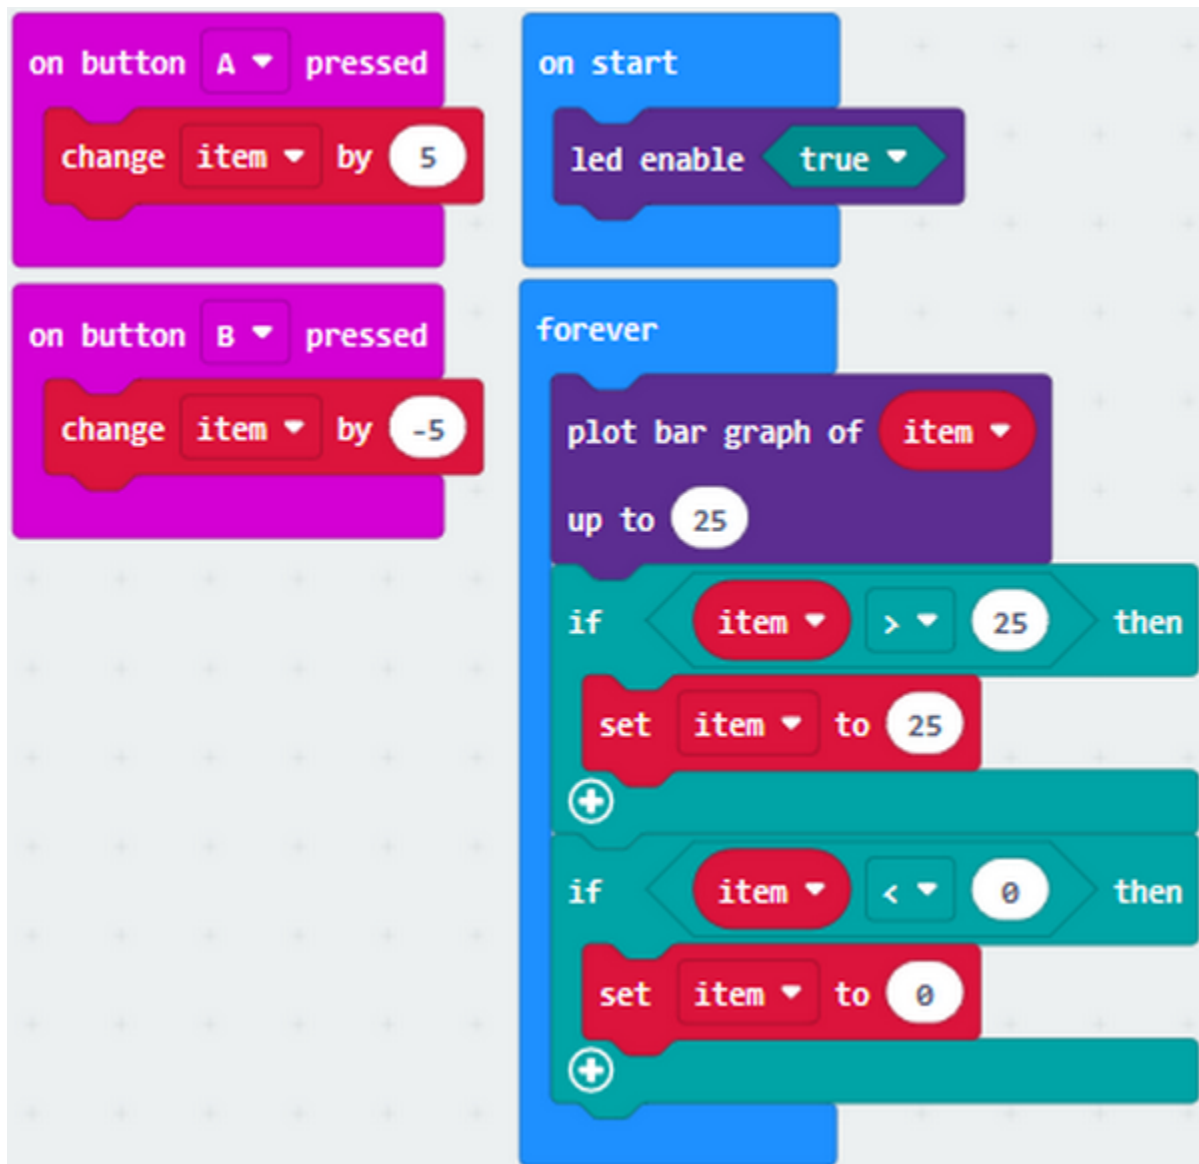 on button A pressed
change item by 5
on button B pressed
change item by -5
on start
led enable true
forever
plot bar graph of item
up to 25
if item > 25 then
set item to 25
if item < 0 then
set item to 0